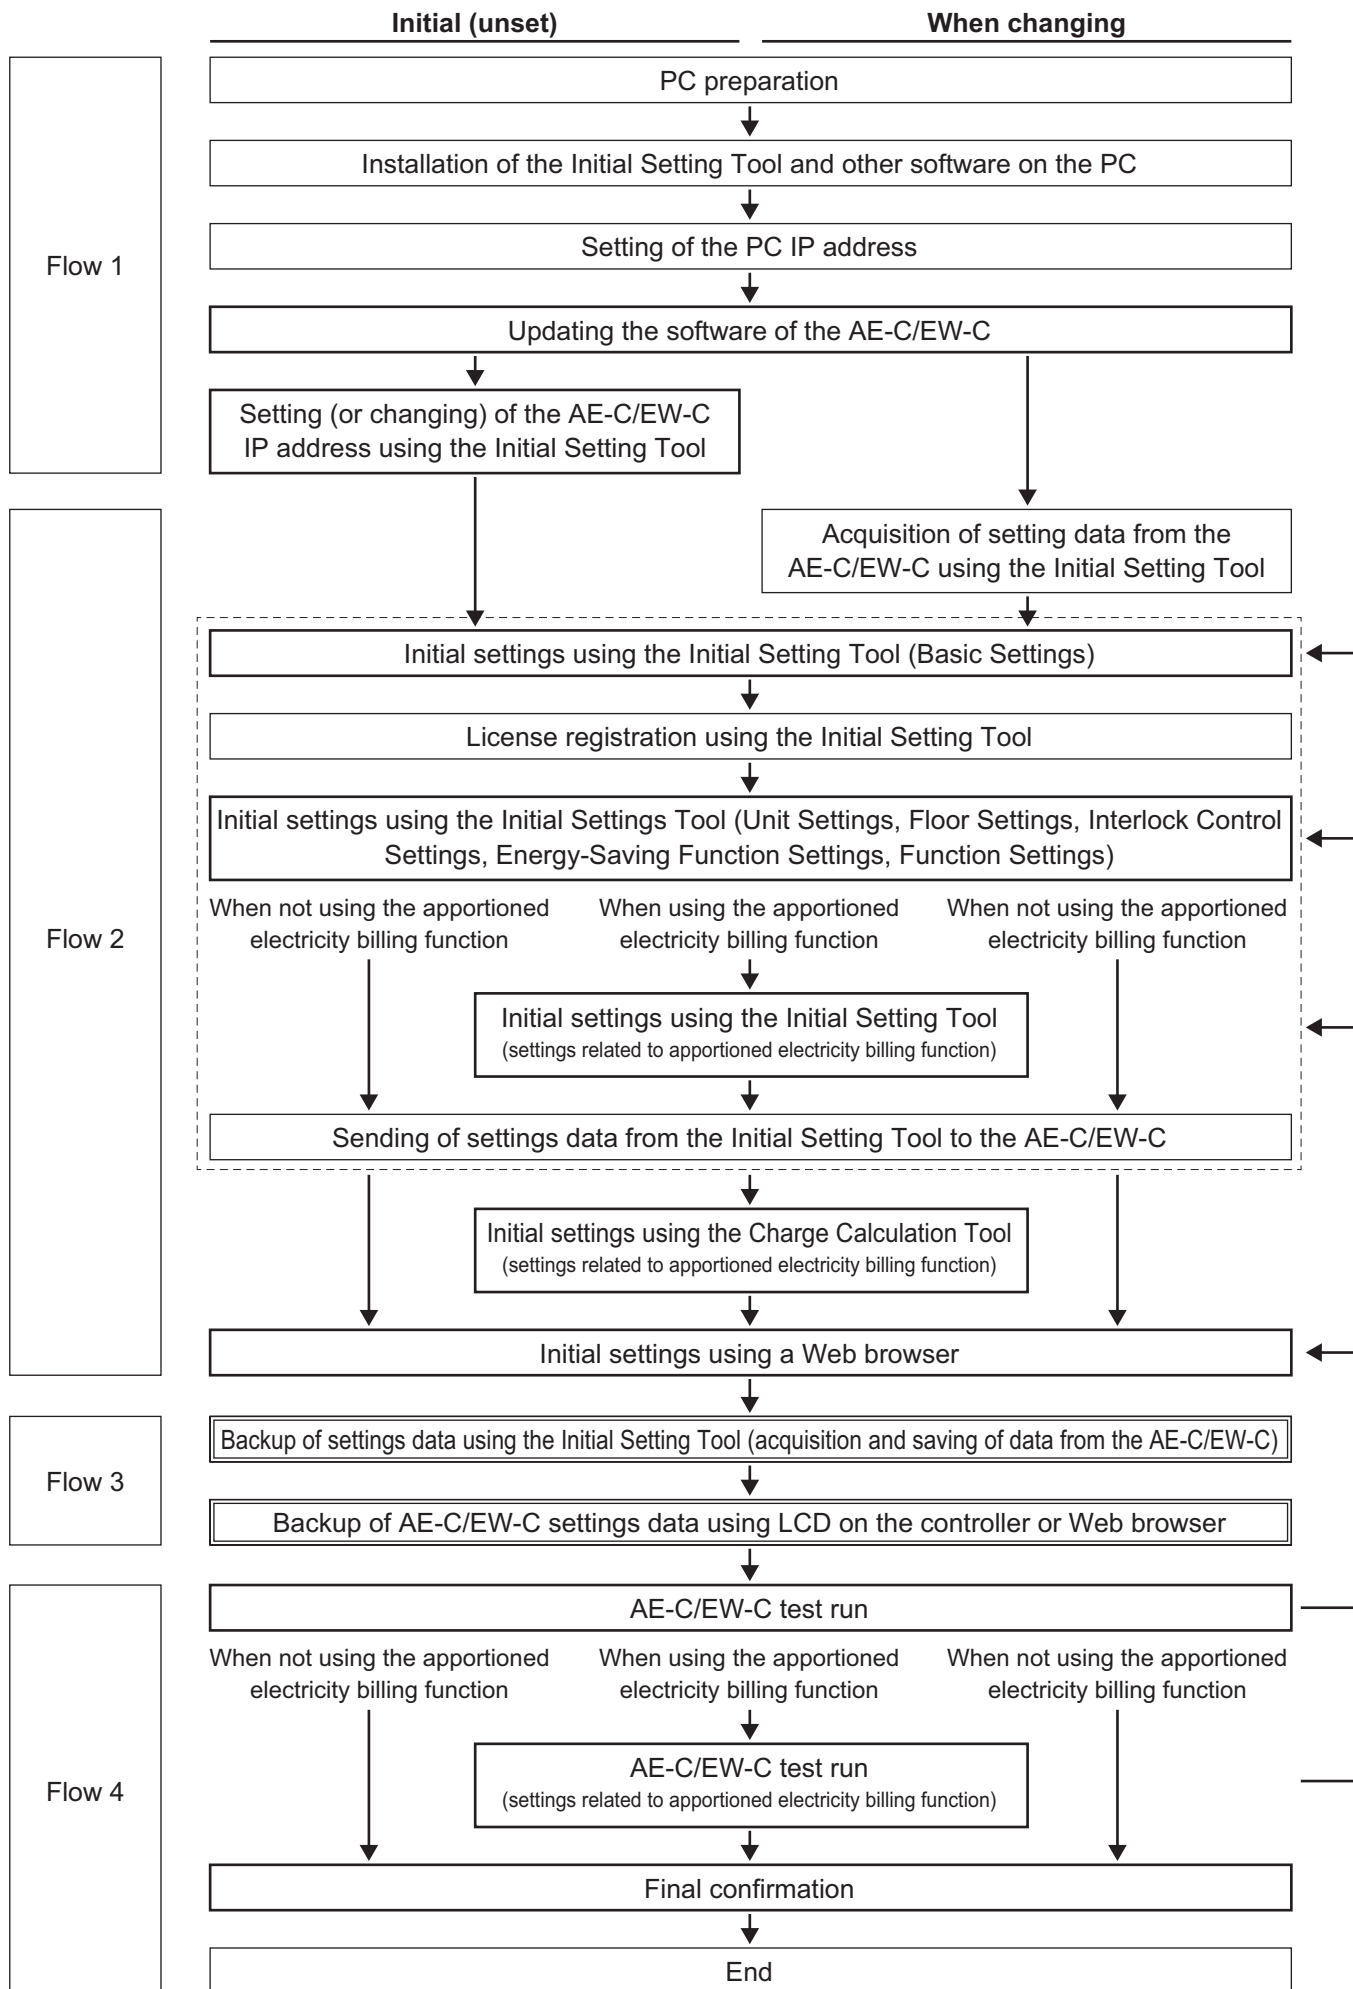 Initial (unset)
When changing
Flow 1
PC preparation
Installation of the Initial Setting Tool and other software on the PC
Setting of the PC IP address
Updating the software of the AE-C/EW-C
Setting (or changing) of the AE-C/EW-C
IP address using the Initial Setting Tool
Flow 2
Acquisition of setting data from the
AE-C/EW-C using the Initial Setting Tool
Initial settings using the Initial Setting Tool (Basic Settings)
License registration using the Initial Setting Tool
Initial settings using the Initial Settings Tool (Unit Settings, Floor Settings, Interlock Control
Settings, Energy-Saving Function Settings, Function Settings)
When not using the apportioned
electricity billing function
When using the apportioned
electricity billing function
When not using the apportioned
electricity billing function
Initial settings using the Initial Setting Tool
(settings related to apportioned electricity billing function)
Sending of settings data from the Initial Setting Tool to the AE-C/EW-C
Initial settings using the Charge Calculation Tool
(settings related to apportioned electricity billing function)
Initial settings using a Web browser
Flow 3
Backup of settings data using the Initial Setting Tool (acquisition and saving of data from the AE-C/EW-C)
Backup of AE-C/EW-C settings data using LCD on the controller or Web browser
Flow 4
AE-C/EW-C test run
When not using the apportioned
electricity billing function
When using the apportioned
electricity billing function
When not using the apportioned
electricity billing function
AE-C/EW-C test run
(settings related to apportioned electricity billing function)
Final confirmation
End